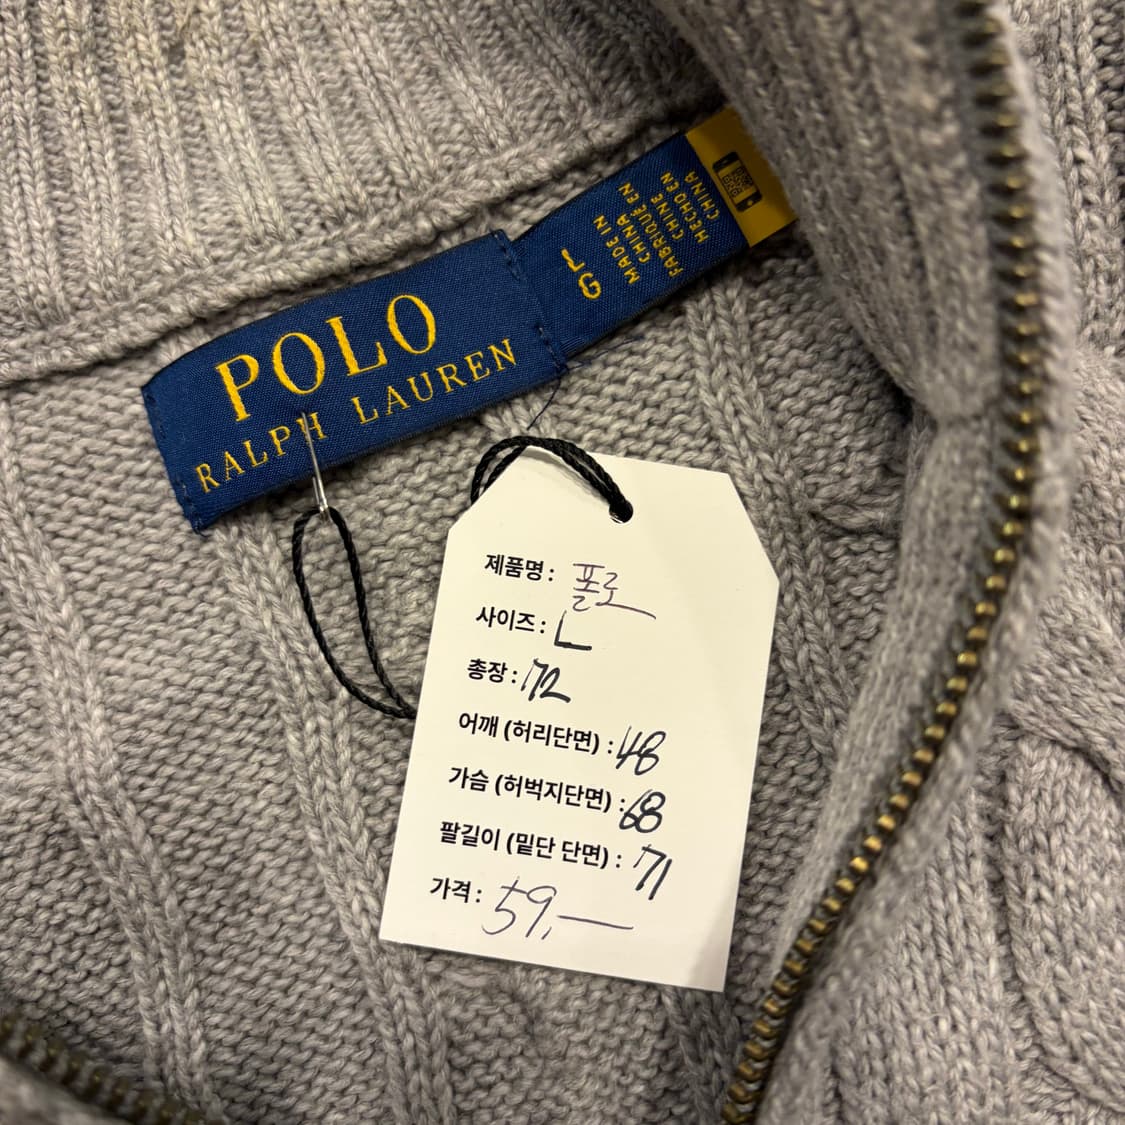 POLO
RALPH LAUREN
L
G
MADE IN
CHINA
FABRIQUÉ EN
CHINE
HECHO EN
CHINA
제품명 : 폴로
사이즈 : L
총장 : 72
어깨 (허리단면) : 48
가슴 (허벅지단면) : 68
팔길이 (밑단 단면) : 71
가격 : 59,—